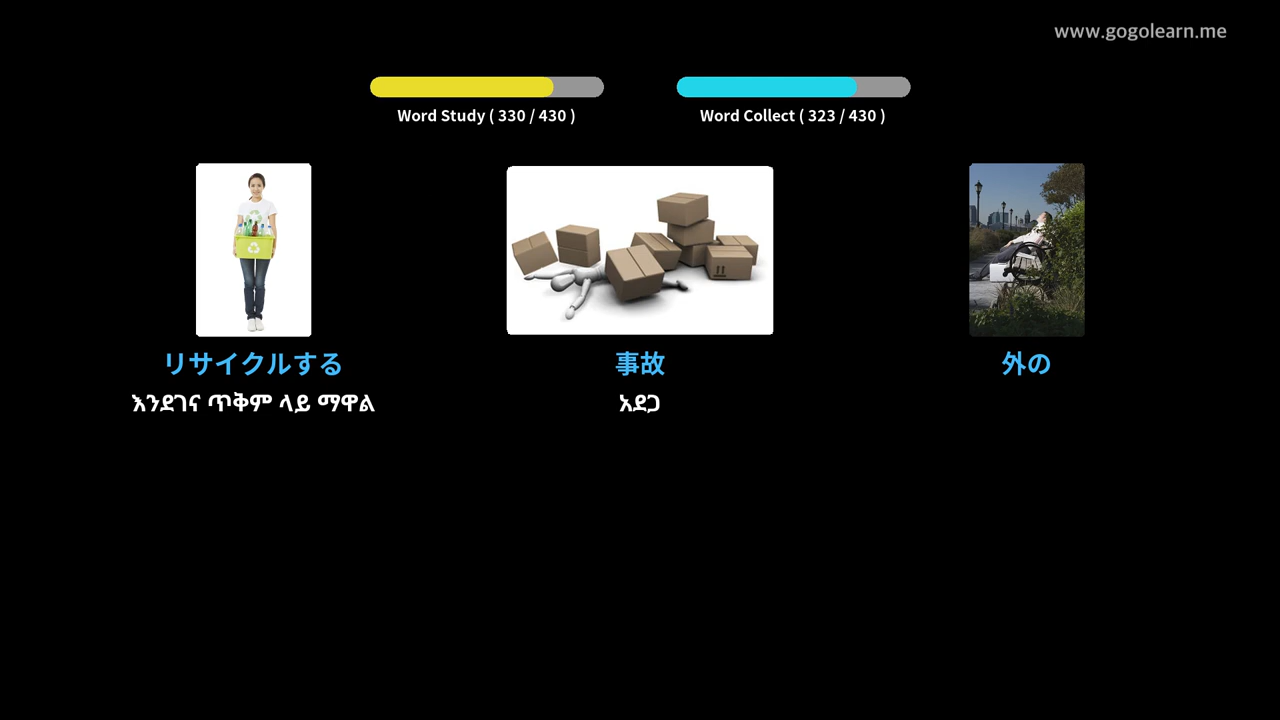 www.gogolearn.me
Word Study ( 330 / 430 )
Word Collect ( 323 / 430 )
リサイクルする
事故
外の
እንደገና ጥቅም ላይ ማዋል
አደጋ